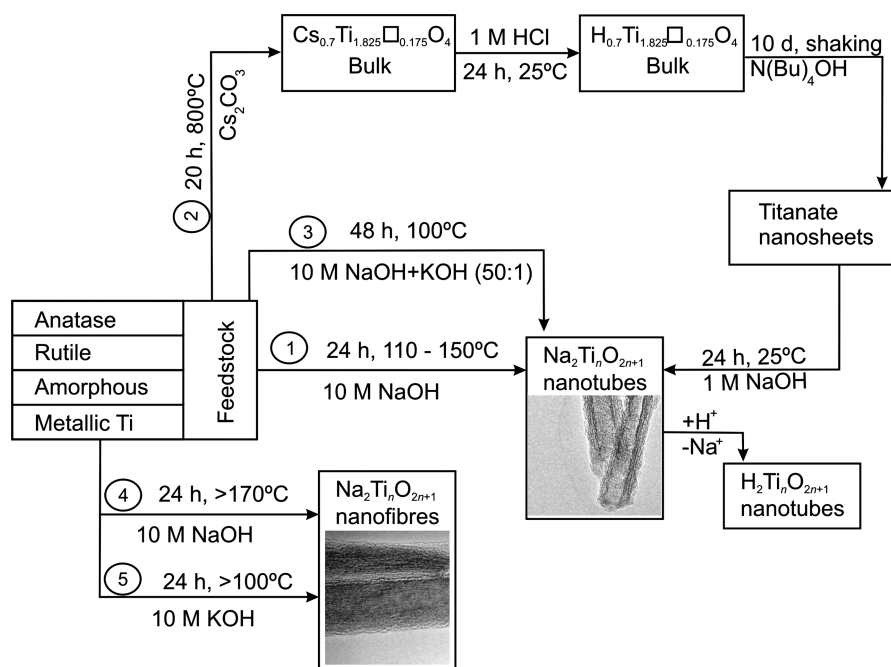 Cs0.7Ti1.825□0.175O4
Bulk
1 M HCl
24 h, 25ºC
H0.7Ti1.825□0.175O4
Bulk
10 d, shaking
N(Bu)4OH
2
20 h, 800ºC
Cs2CO3
Titanate
nanosheets
3
48 h, 100ºC
10 M NaOH+KOH (50:1)
Anatase
Rutile
Amorphous
Metallic Ti
Feedstock
1
24 h, 110 - 150ºC
10 M NaOH
Na2TinO2n+1
nanotubes
24 h, 25ºC
1 M NaOH
+H+
-Na+
H2TinO2n+1
nanotubes
4
24 h, >170ºC
10 M NaOH
5
24 h, >100ºC
10 M KOH
Na2TinO2n+1
nanofibres